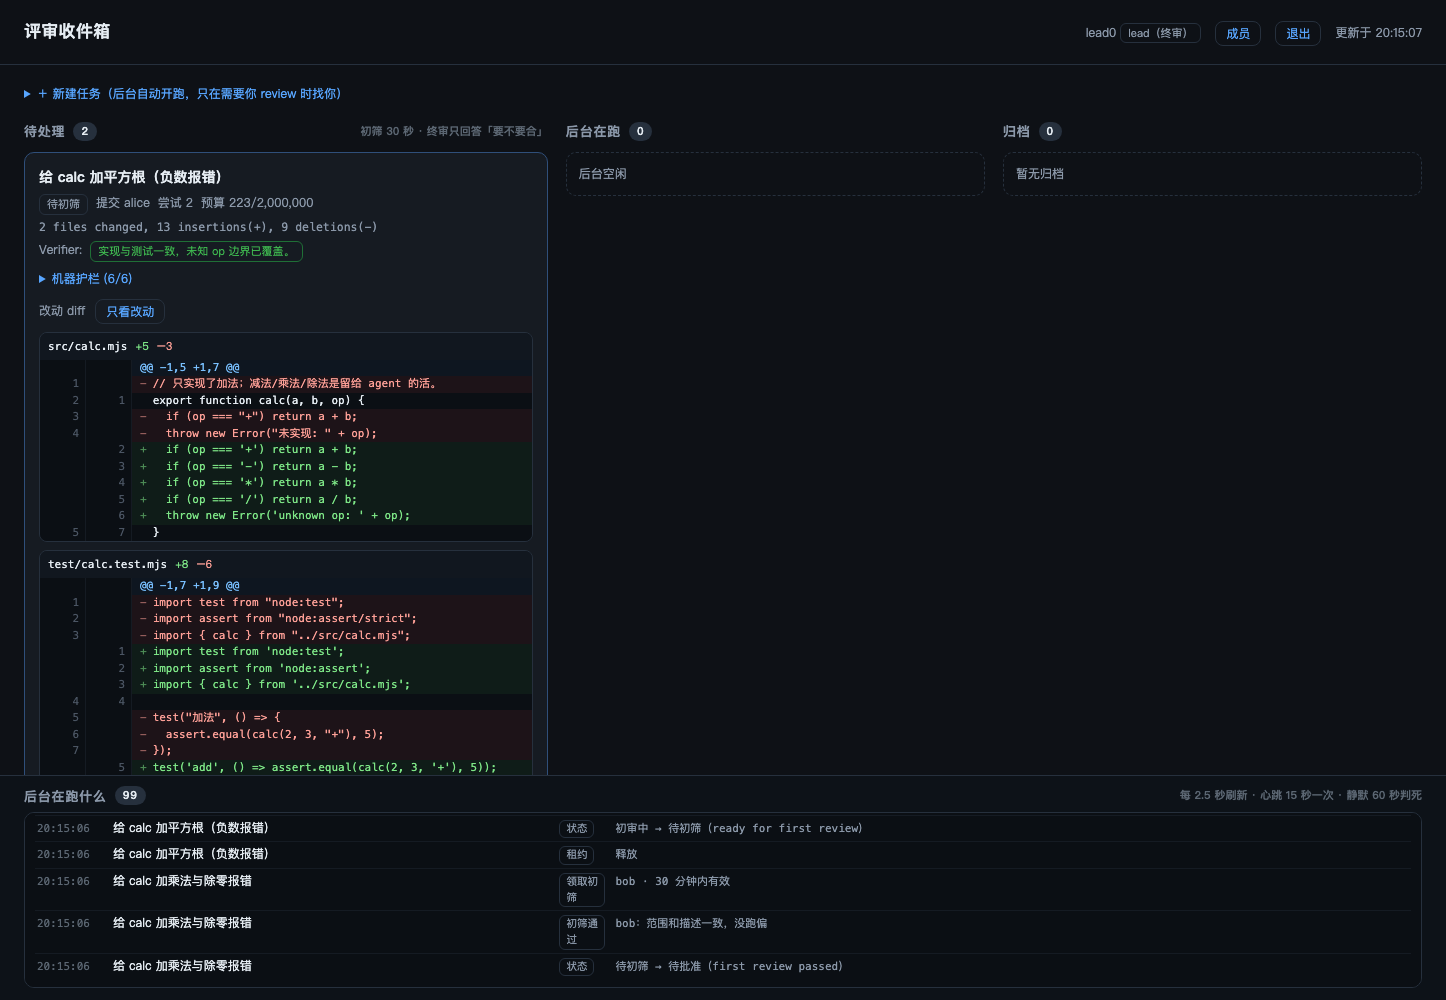 评审收件箱
lead0 lead（终审） 成员 退出 更新于 20:15:07
▶ ＋ 新建任务（后台自动开跑，只在需要你 review 时找你）
待处理 2 初筛 30 秒 · 终审只回答「要不要合」
给 calc 加平方根（负数报错）
待初筛 提交 alice 尝试 2 预算 223/2,000,000
2 files changed, 13 insertions(+), 9 deletions(-)
Verifier: 实现与测试一致，未知 op 边界已覆盖。
▶ 机器护栏 (6/6)
改动 diff 只看改动
src/calc.mjs +5 −3
@@ -1,5 +1,7 @@
1 - // 只实现了加法；减法/乘法/除法是留给 agent 的活。
2 1 export function calc(a, b, op) {
3 - if (op === "+") return a + b;
4 - throw new Error("未实现: " + op);
2 + if (op === '+') return a + b;
3 + if (op === '-') return a - b;
4 + if (op === '*') return a * b;
5 + if (op === '/') return a / b;
6 + throw new Error('unknown op: ' + op);
5 7 }
test/calc.test.mjs +8 −6
@@ -1,7 +1,9 @@
1 - import test from "node:test";
2 - import assert from "node:assert/strict";
3 - import { calc } from "../src/calc.mjs";
1 + import test from 'node:test';
2 + import assert from 'node:assert';
3 + import { calc } from '../src/calc.mjs';
4 4
5 - test("加法", () => {
6 - assert.equal(calc(2, 3, "+"), 5);
7 - });
5 + test('add', () => assert.equal(calc(2, 3, '+'), 5));
后台在跑 0
后台空闲
归档 0
暂无归档
后台在跑什么 99 每 2.5 秒刷新 · 心跳 15 秒一次 · 静默 60 秒判死
20:15:06 给 calc 加平方根（负数报错） 状态 初审中 → 待初筛 (ready for first review)
20:15:06 给 calc 加平方根（负数报错） 租约 释放
20:15:06 给 calc 加乘法与除零报错 领取初筛 bob · 30 分钟内有效
20:15:06 给 calc 加乘法与除零报错 初筛通过 bob: 范围和描述一致，没跑偏
20:15:06 给 calc 加乘法与除零报错 状态 待初筛 → 待批准 (first review passed)